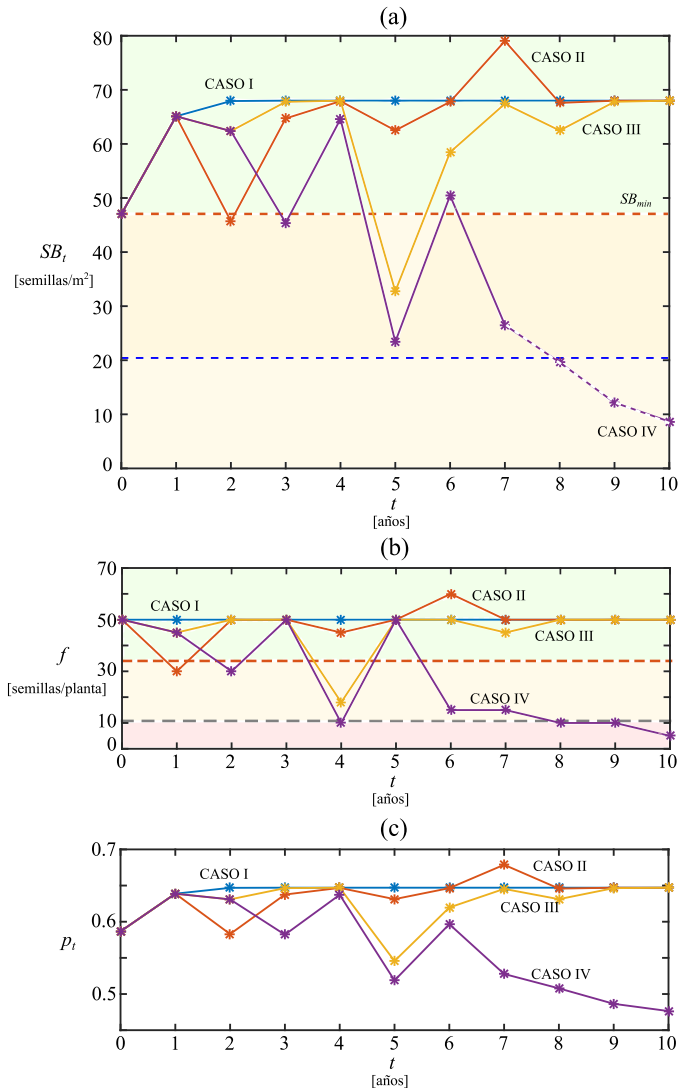 (a)
80
70
60
50
40
30
20
10
0
CASO I
CASO II
CASO III
SB_min
CASO IV
SB_t
[semillas/m²]
0 1 2 3 4 5 6 7 8 9 10
t
[años]
(b)
70
50
30
10
0
CASO I
CASO II
CASO III
CASO IV
f
[semillas/planta]
0 1 2 3 4 5 6 7 8 9 10
t
[años]
(c)
0.7
0.6
0.5
CASO I
CASO II
CASO III
CASO IV
p_t
0 1 2 3 4 5 6 7 8 9 10
t
[años]